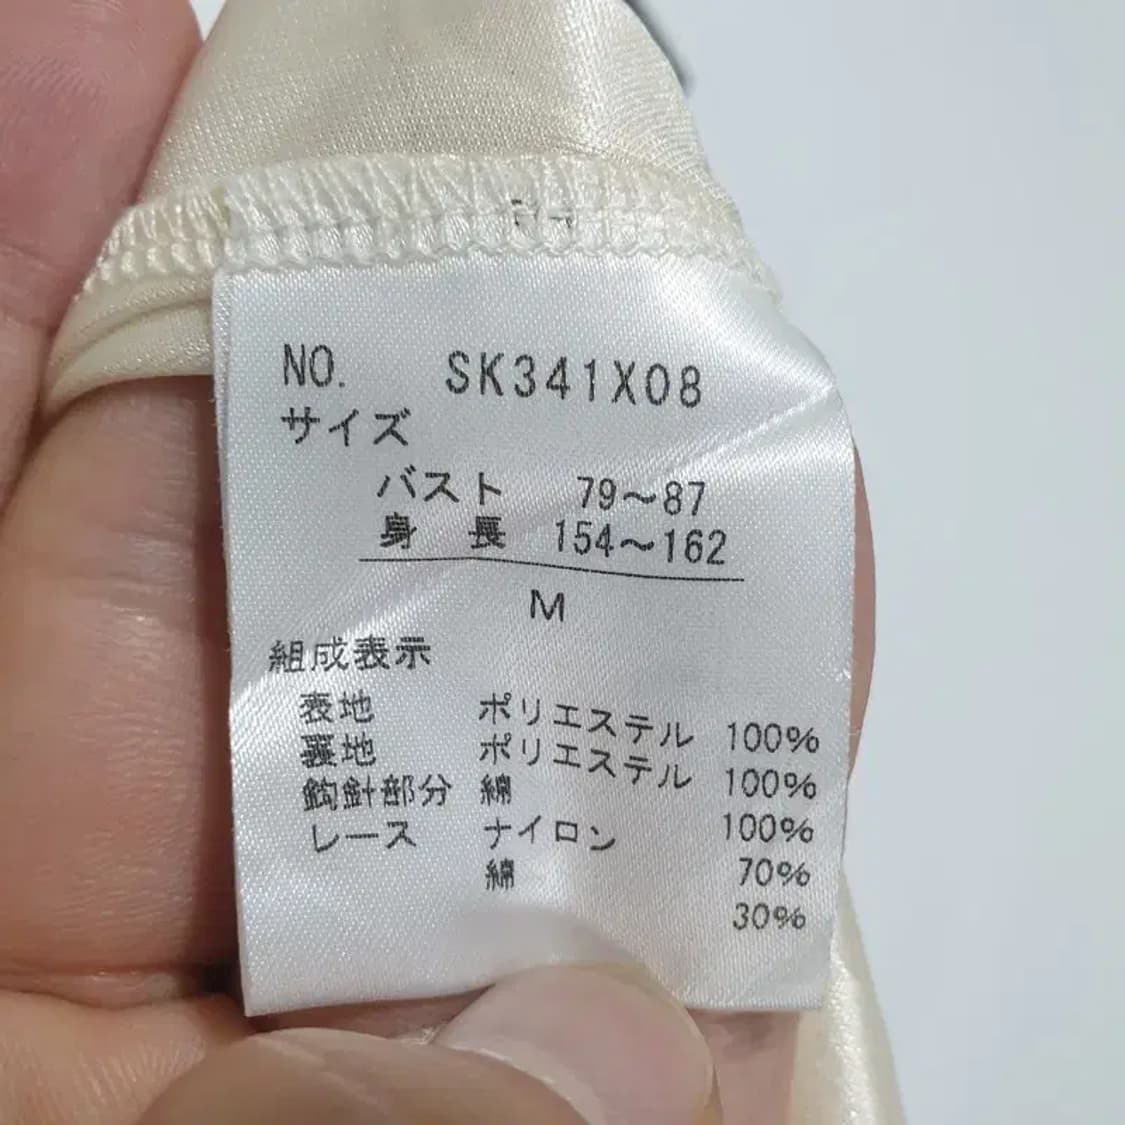 NO. SK341X08
サイズ
バスト 79～87
身長 154～162
M
組成表示
表地 ポリエステル 100%
裏地 ポリエステル 100%
鈎針部分 綿 100%
レース ナイロン 70%
綿 30%